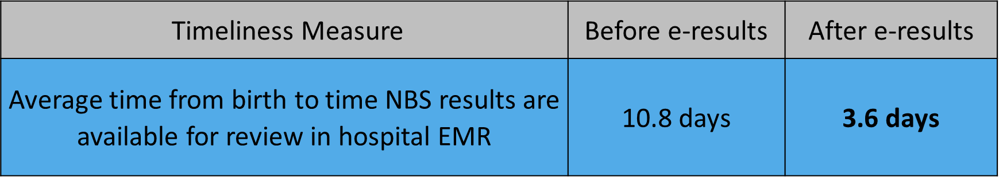 Timeliness Measure
Before e-results
After e-results
Average time from birth to time NBS results are
available for review in hospital EMR
10.8 days
3.6 days